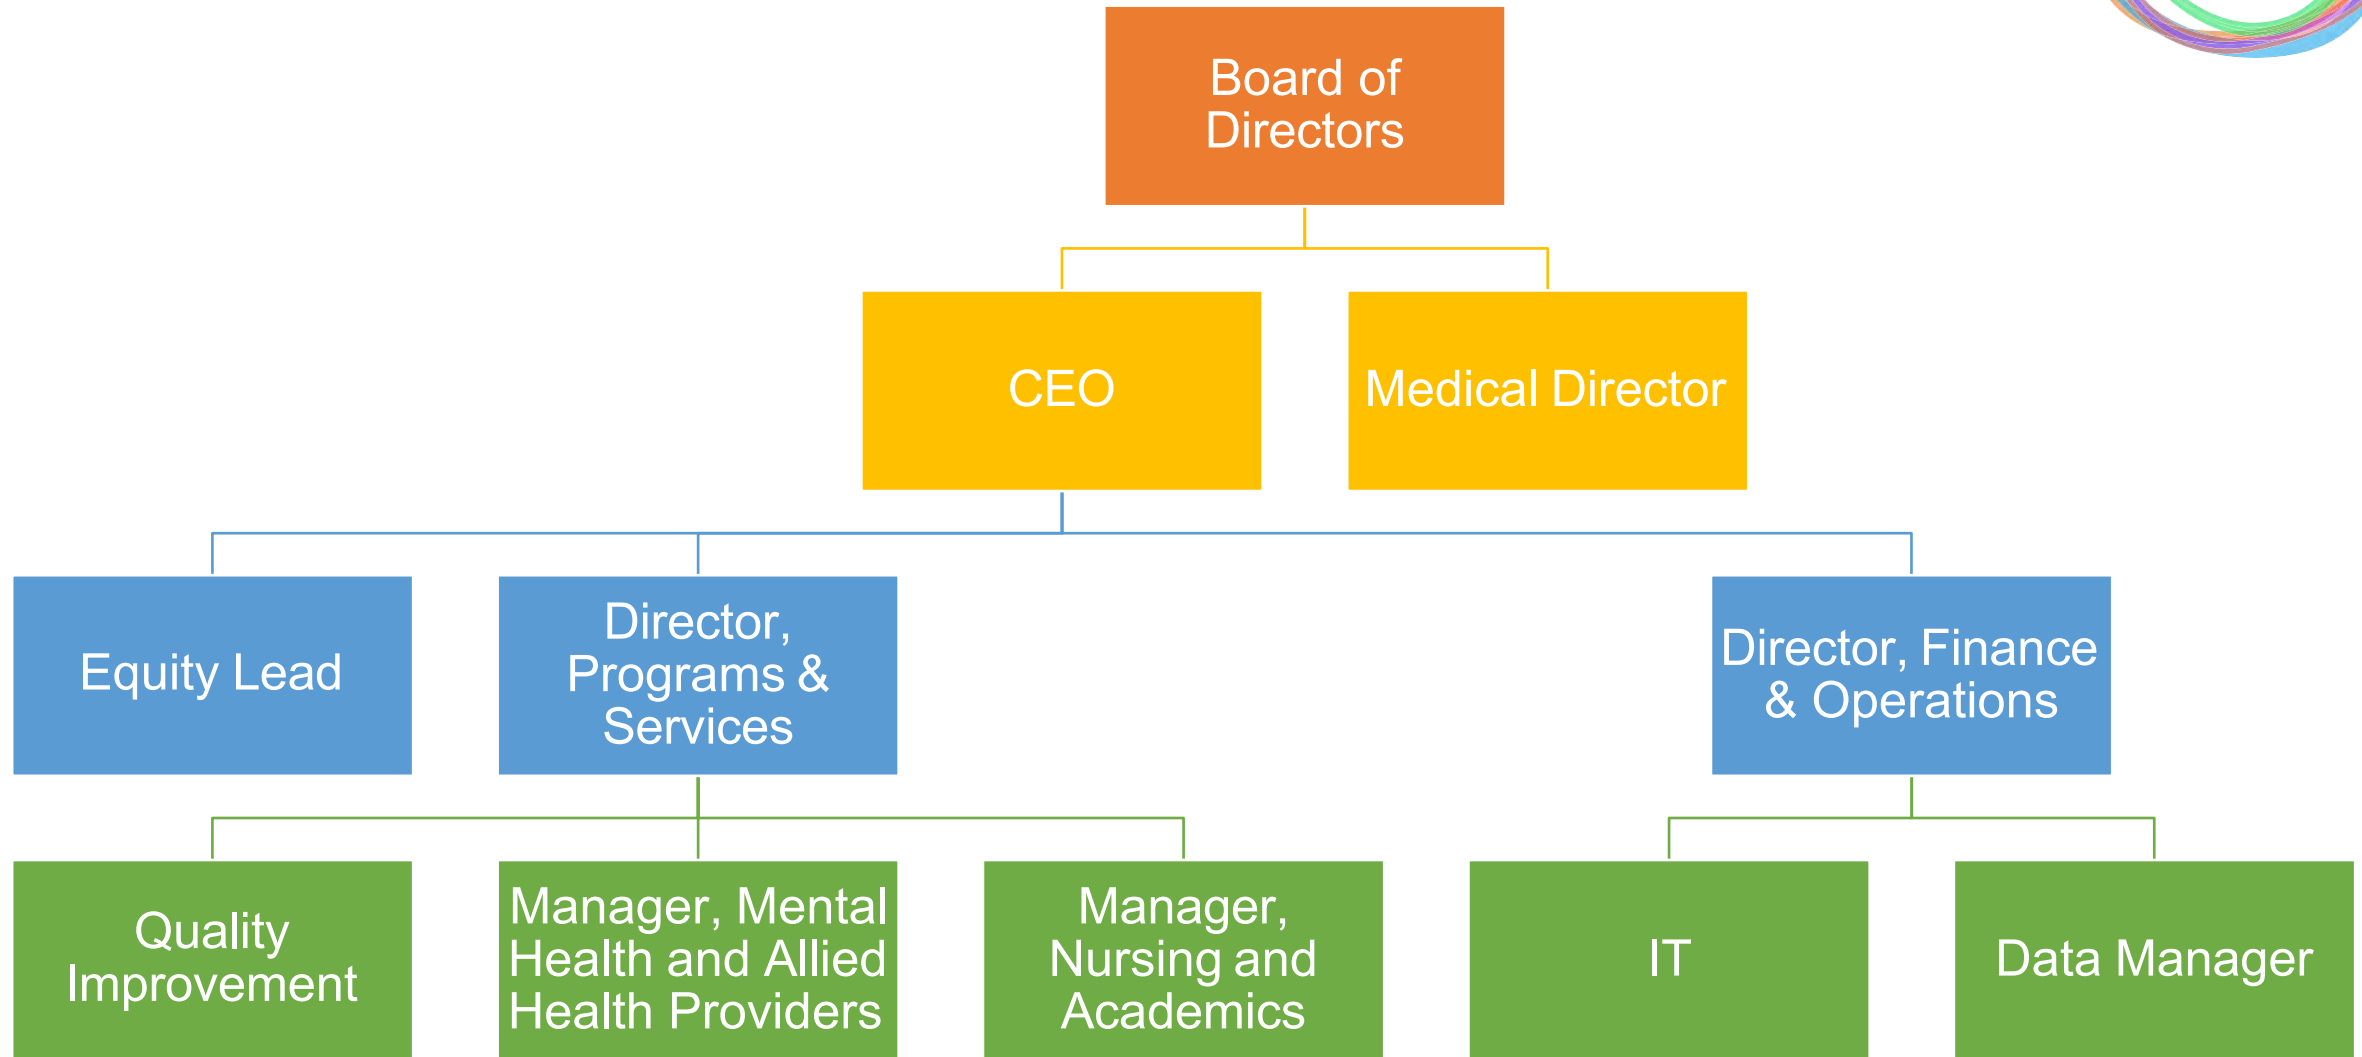 Board of
Directors
CEO
Medical Director
Equity Lead
Director,
Programs &
Services
Director, Finance
& Operations
Quality
Improvement
Manager, Mental
Health and Allied
Health Providers
Manager,
Nursing and
Academics
IT
Data Manager